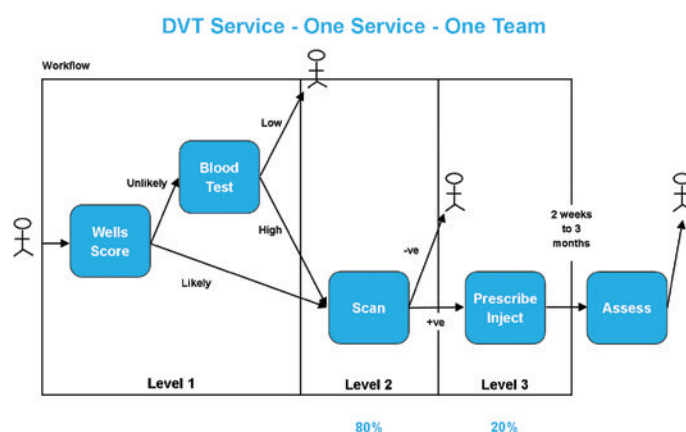 DVT Service - One Service - One Team
Workflow
Low
Blood
Test
Unlikely
2 weeks
to 3
months
Wells
Score
High
-ve
Likely
Scan
Prescribe
Inject
Assess
+ve
Level 1
Level 2
Level 3
80%
20%